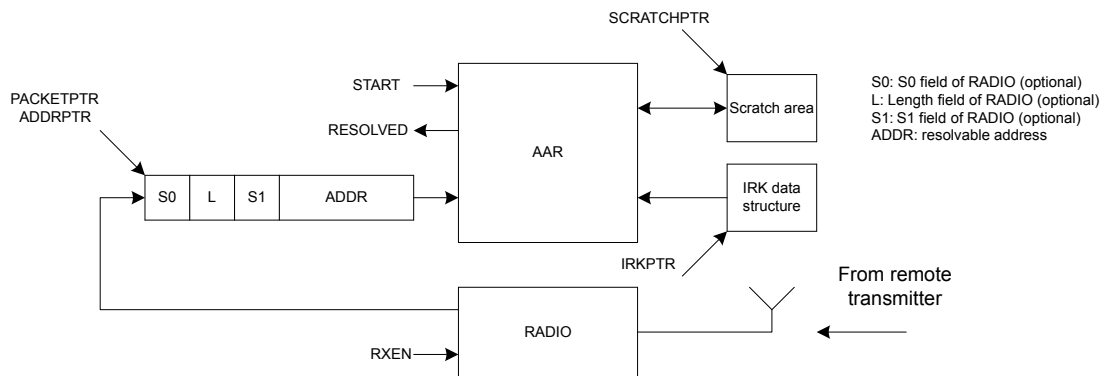 SCRATCHPTR
START
PACKETPTR
ADDRPTR
RESOLVED
AAR
Scratch area
S0: S0 field of RADIO (optional)
L: Length field of RADIO (optional)
S1: S1 field of RADIO (optional)
ADDR: resolvable address
S0
L
S1
ADDR
IRK data
structure
IRKPTR
From remote
transmitter
RADIO
RXEN